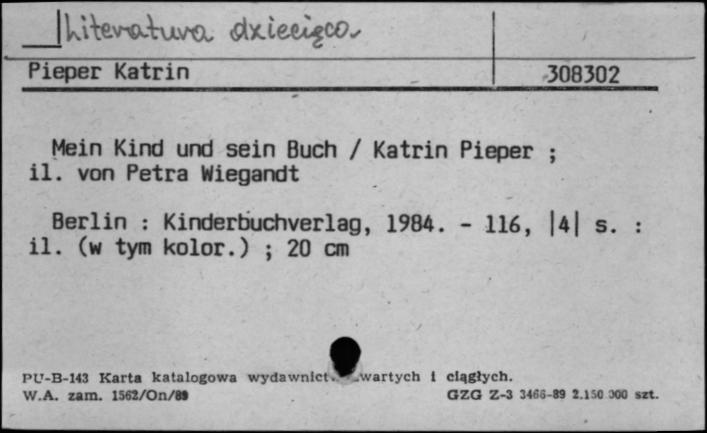 Literatura dziecięca
Pieper Katrin 308302
Mein Kind und sein Buch / Katrin Pieper ;
il. von Petra Wiegandt
Berlin : Kinderbuchverlag, 1984. - 116, |4| s. :
il. (w tym kolor.) ; 20 cm
PU-B-143 Karta katalogowa wydawnict wartych i ciągłych.
W.A. zam. 1562/On/89 GZG Z-3 3466-89 2.150.000 szt.